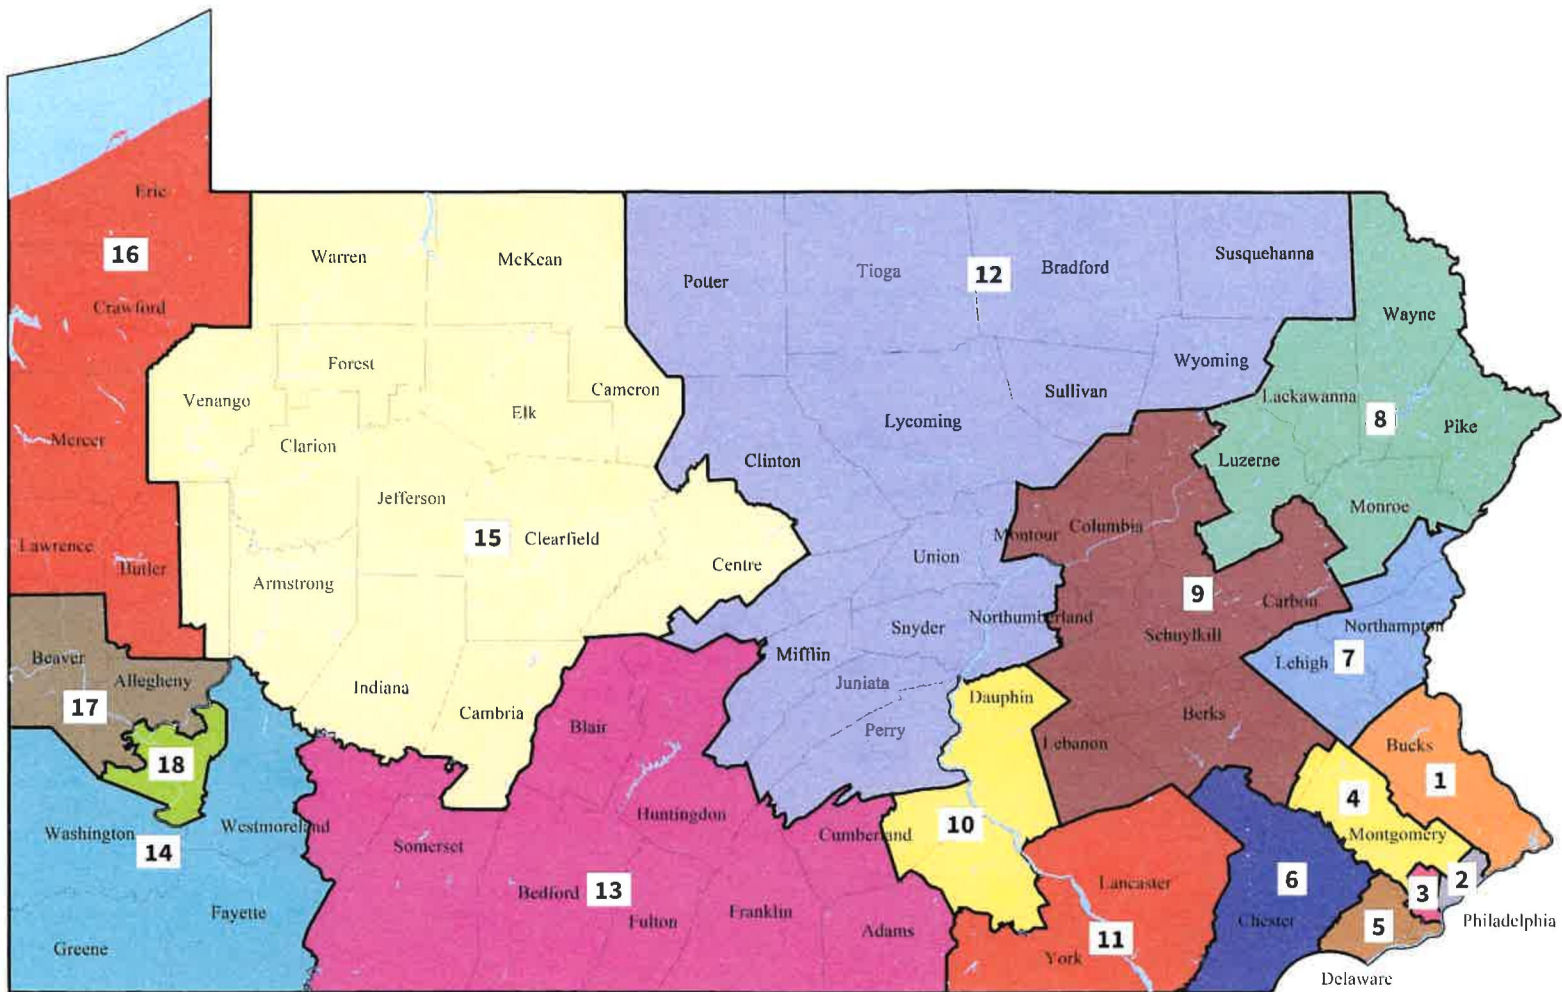 Erie
16
Warren
McKean
Potter
Tioga
12
Bradford
Susquehanna
Crawford
Wayne
Forest
Wyoming
Venango
Cameron
Sullivan
Lackawanna
Elk
8
Lycoming
Pike
Mercer
Clarion
Clinton
Luzerne
Jefferson
Monroe
15
Clearfield
Montour
Columbia
Lawrence
Butler
Union
Centre
Armstrong
9
Carbon
Snyder
Northumberland
Northampton
Schuylkill
Beaver
Mifflin
Lehigh
7
Allegheny
Juniata
Indiana
Dauphin
17
Cambria
Blair
Perry
Berks
Lebanon
Bucks
18
1
4
Huntingdon
Washington
Westmoreland
Cumberland
10
Montgomery
14
Somerset
Bedford
13
Lancaster
6
2
3
Fayette
Fulton
Franklin
Chester
Philadelphia
5
Adams
11
Greene
York
Delaware